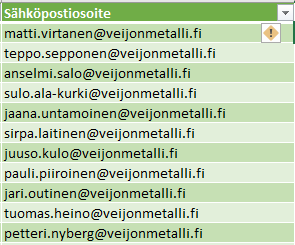 Sähköpostiosoite
matti.virtanen@veijonmetalli.fi
teppo.sepponen@veijonmetalli.fi
anselmi.salo@veijonmetalli.fi
sulo.ala-kurki@veijonmetalli.fi
jaana.untamoinen@veijonmetalli.fi
sirpa.laitinen@veijonmetalli.fi
juuso.kulo@veijonmetalli.fi
pauli.piiroinen@veijonmetalli.fi
jari.outinen@veijonmetalli.fi
tuomas.heino@veijonmetalli.fi
petteri.nyberg@veijonmetalli.fi